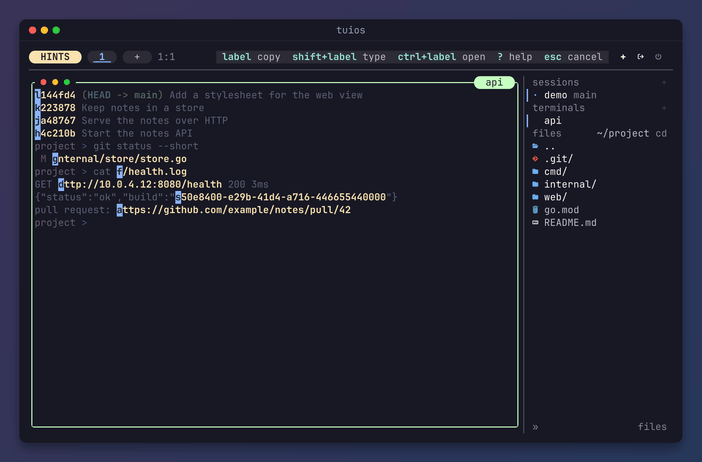 tuios
HINTS 1 + 1:1 label copy shift+label type ctrl+label open ? help esc cancel
api
l144fd4 (HEAD -> main) Add a stylesheet for the web view
k223878 Keep notes in a store
ja48767 Serve the notes over HTTP
h4c210b Start the notes API
project > git status --short
M gnternal/store/store.go
project > cat f/health.log
GET dttp://10.0.4.12:8080/health 200 3ms
{"status":"ok","build":"s50e8400-e29b-41d4-a716-446655440000"}
pull request: attps://github.com/example/notes/pull/42
project >
sessions +
· demo main
terminals +
api
files ~/project cd
..
.git/
cmd/
internal/
web/
go.mod
README.md
» files